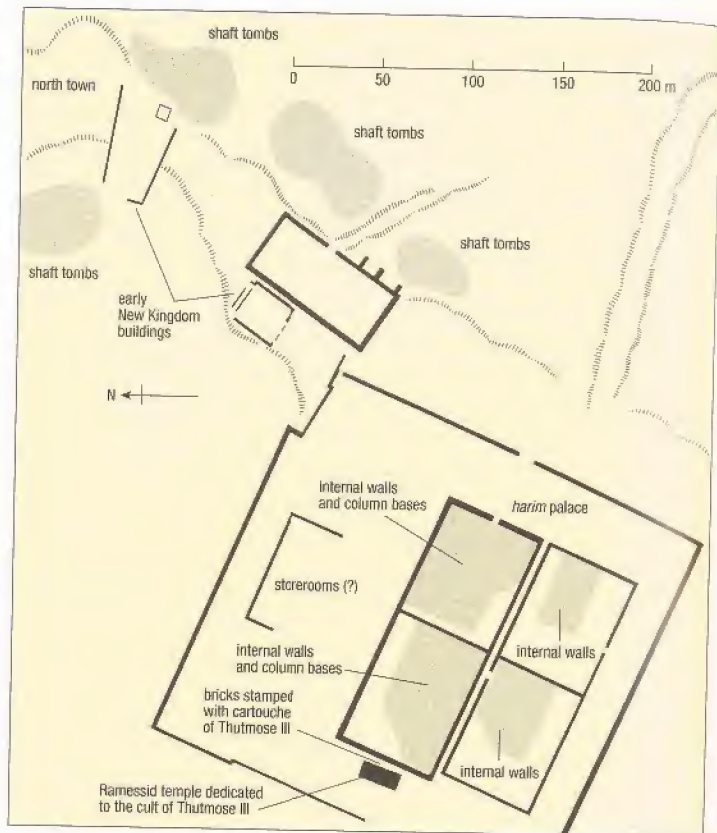 shaft tombs
0 50 100 150 200 m
north town
shaft tombs
shaft tombs
shaft tombs
early
New Kingdom
buildings
N
internal walls
and column bases
harim palace
storerooms (?)
internal walls
internal walls
and column bases
bricks stamped
with cartouche
of Thutmose III
internal walls
Ramessid temple dedicated
to the cult of Thutmose III